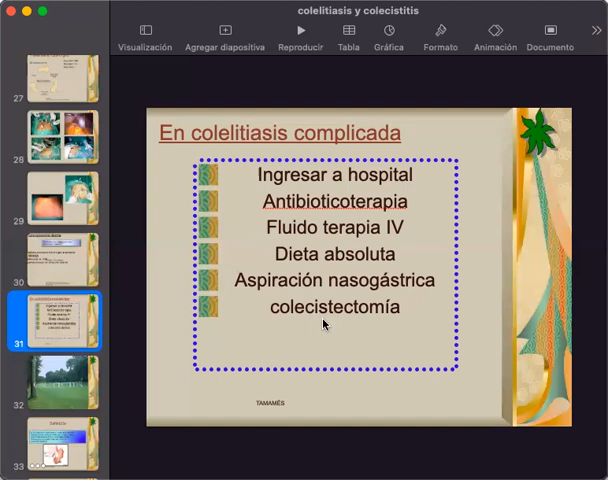 colelitiasis y colecistitis
Visualización
Agregar diapositiva
Reproducir
Tabla
Gráfica
Formato
Animación
Documento
27
28
29
30
31
32
33
En colelitiasis complicada
Ingresar a hospital
Antibioticoterapia
Fluido terapia IV
Dieta absoluta
Aspiración nasogástrica
colecistectomía
TAMAMÉS